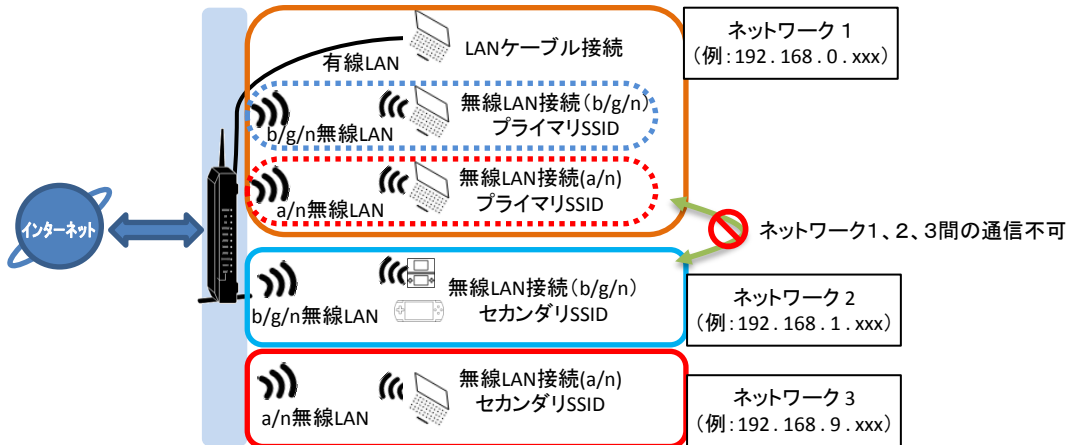 ネットワーク 1
（例：192．168．0．xxx）
LANケーブル接続
有線LAN
無線LAN接続（b/g/n）
プライマリSSID
b/g/n無線LAN
無線LAN接続(a/n)
プライマリSSID
a/n無線LAN
インターネット
ネットワーク１、２、３間の通信不可
無線LAN接続（b/g/n）
セカンダリSSID
b/g/n無線LAN
ネットワーク 2
（例：192．168．1．xxx）
無線LAN接続(a/n)
セカンダリSSID
a/n無線LAN
ネットワーク 3
（例：192．168．9．xxx）